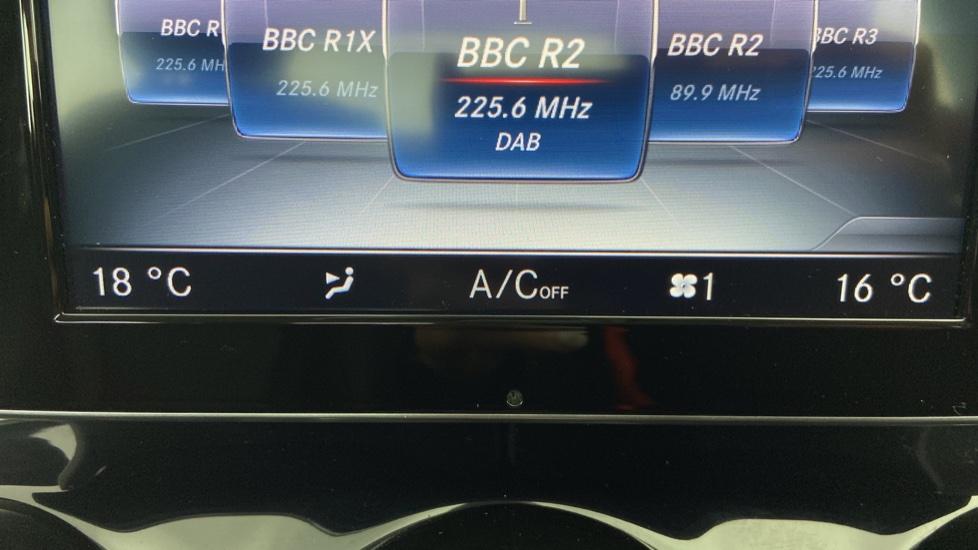 BBC R
225.6 MH
BBC R1X
225.6 MHz
BBC R2
225.6 MHz
DAB
BBC R2
89.9 MHz
BBC R3
225.6 MHz
18 °C
A/C OFF
1
16 °C